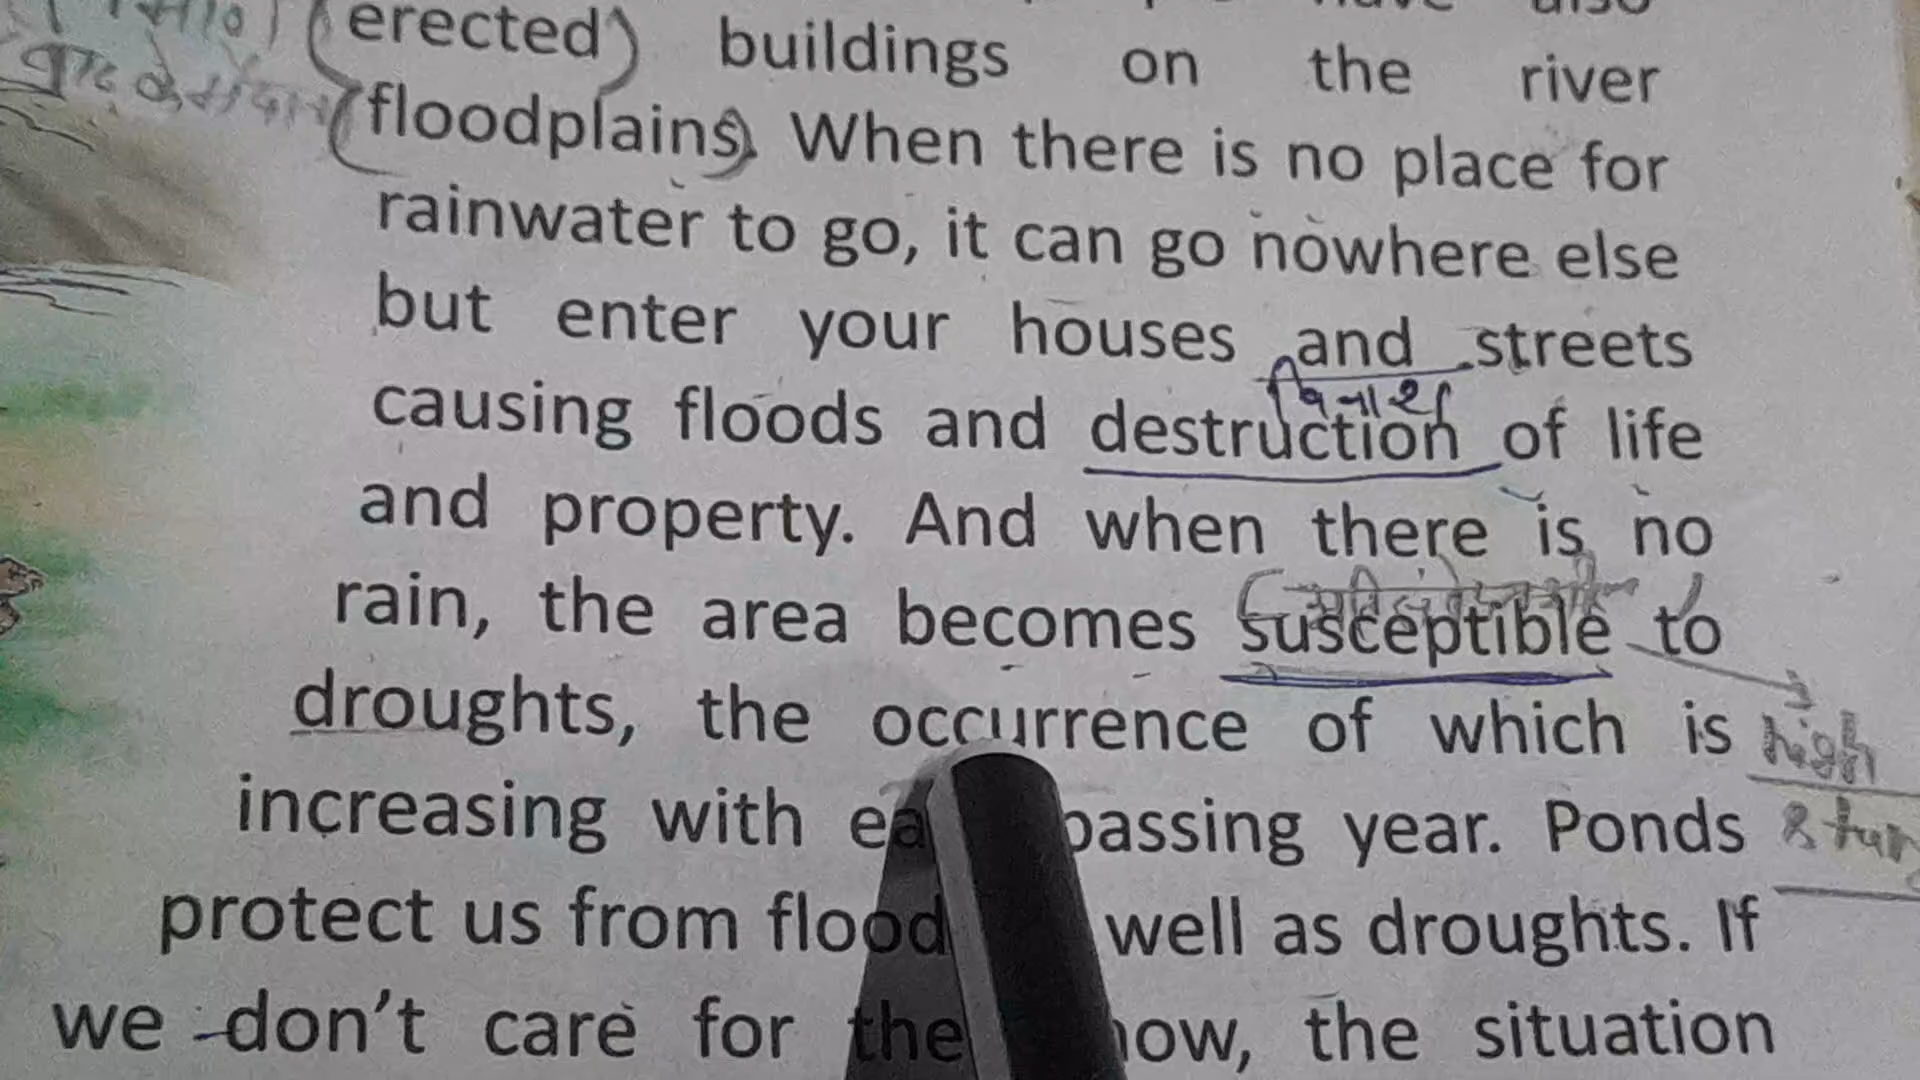 erected buildings on the river
floodplains. When there is no place for
rainwater to go, it can go nowhere else
but enter your houses and streets
विनाश
causing floods and destruction of life
and property. And when there is no
rain, the area becomes susceptible to
droughts, the occurrence of which is high
increasing with passing year. Ponds
protect us from flood well as droughts. If
we don't care for the now, the situation